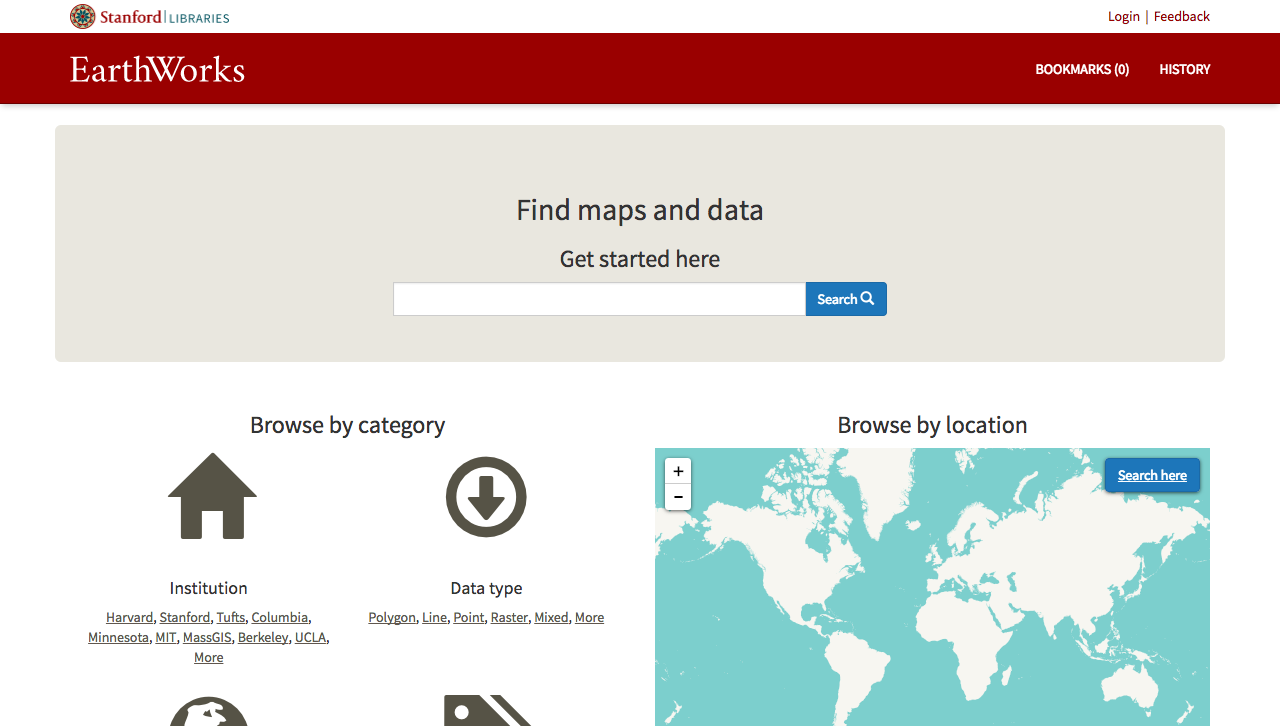 Stanford | LIBRARIES
Login | Feedback
EarthWorks
BOOKMARKS (0)
HISTORY
Find maps and data
Get started here
Search
Browse by category
Institution
Harvard, Stanford, Tufts, Columbia,
Minnesota, MIT, MassGIS, Berkeley, UCLA,
More
Data type
Polygon, Line, Point, Raster, Mixed, More
Browse by location
+
-
Search here